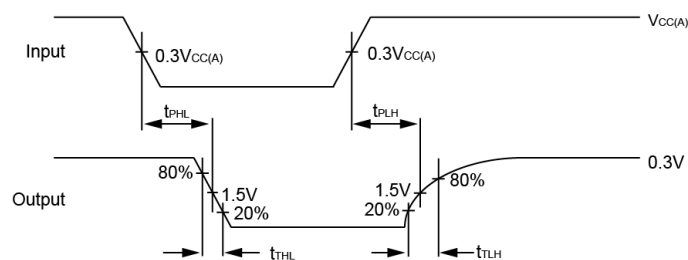 Input
VCC(A)
0.3VCC(A)
0.3VCC(A)
tPHL
tPLH
Output
0.3V
80%
1.5V
20%
80%
1.5V
20%
tTHL
tTLH